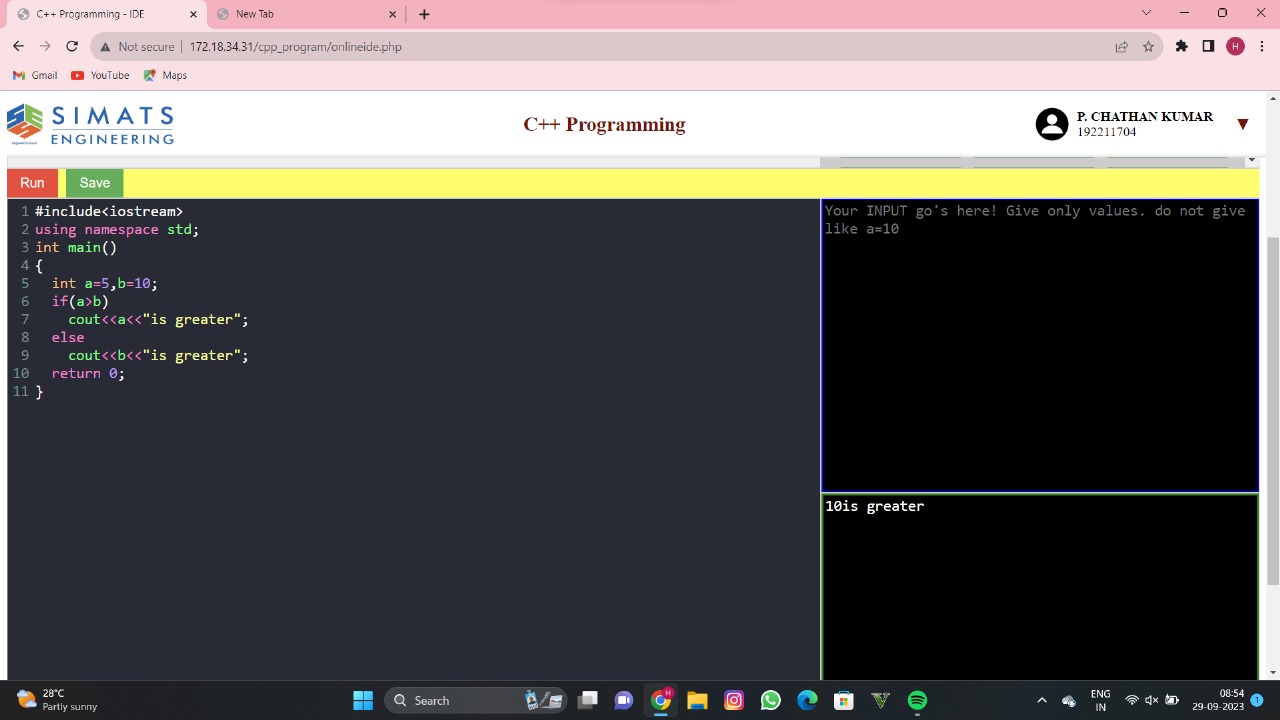 C++ Programming - IDE
New Tab
Not secure
172.18.34.31/cpp_program/onlineide.php
H
Gmail
YouTube
Maps
SIMATS
ENGINEERING
C++ Programming
P. CHATHAN KUMAR
192211704
Run
Save
1 #include<iostream>
2 using namespace std;
3 int main()
4 {
5   int a=5,b=10;
6   if(a>b)
7     cout<<a<<"is greater";
8   else
9     cout<<b<<"is greater";
10   return 0;
11 }
Your INPUT go's here! Give only values. do not give
like a=10
10is greater
28°C
Partly sunny
Search
H
ENG
IN
08:54
29-09-2023
1